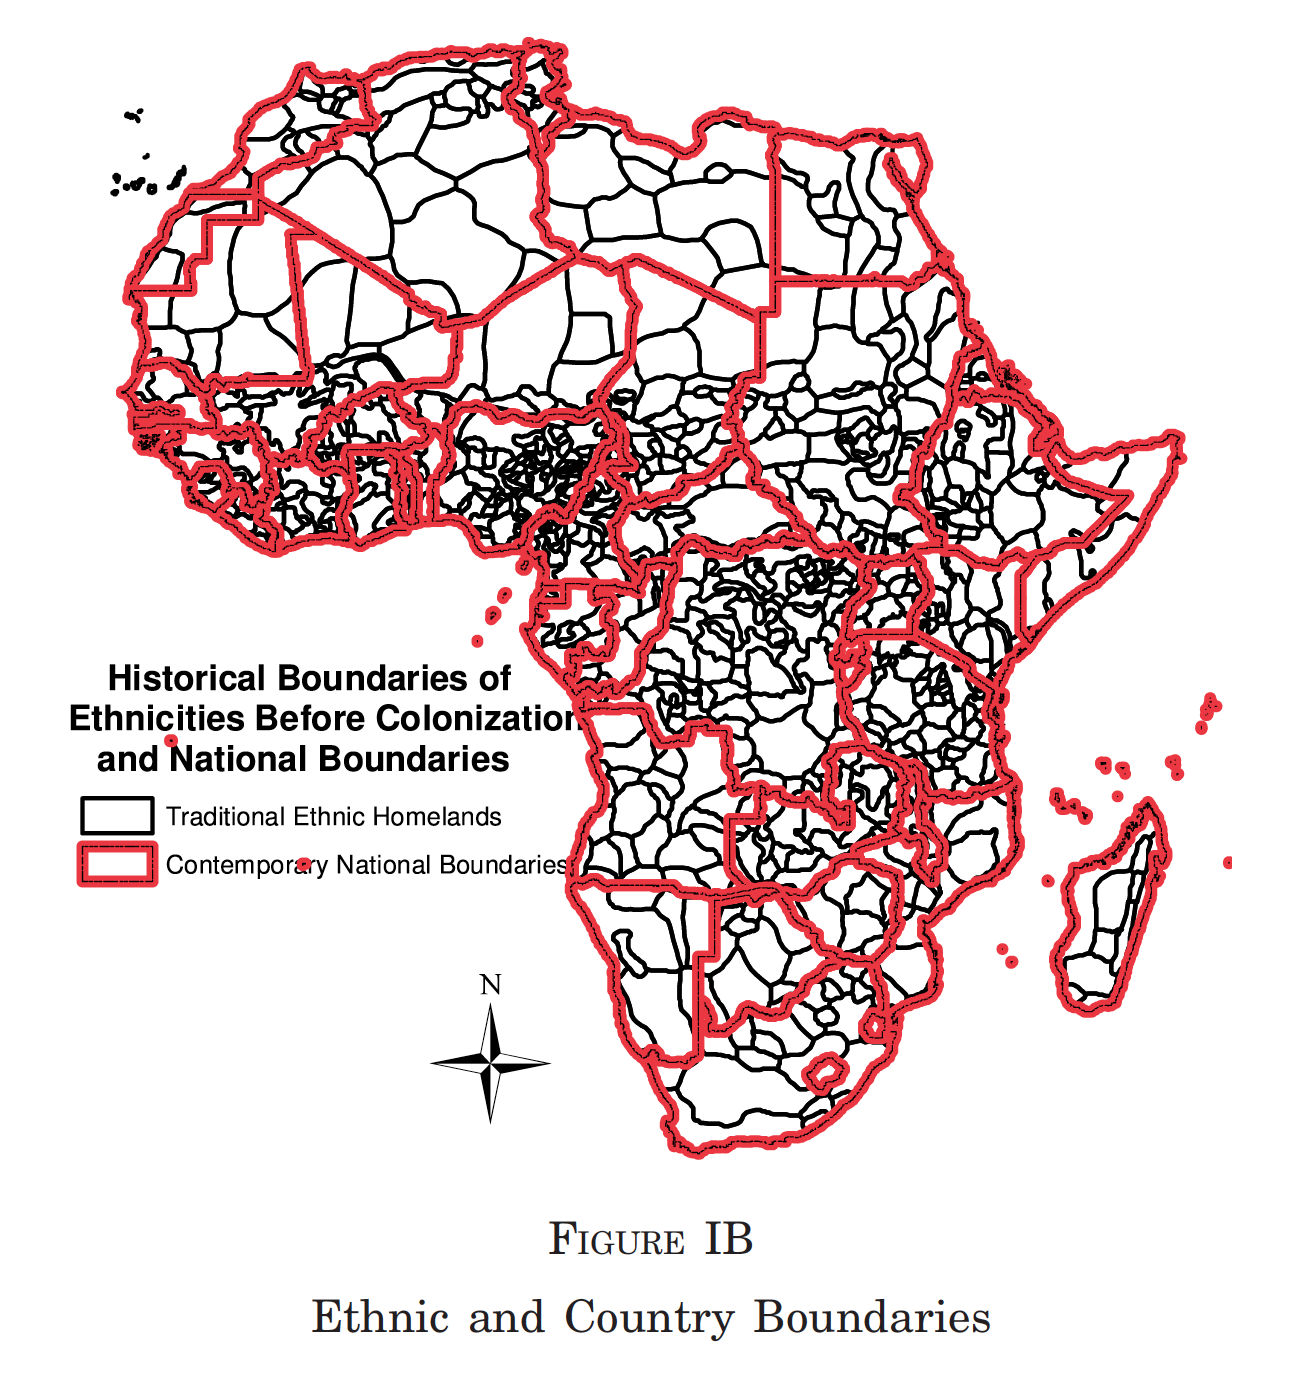 Historical Boundaries of
Ethnicities Before Colonization
and National Boundaries
Traditional Ethnic Homelands
Contemporary National Boundaries
N
FIGURE IB
Ethnic and Country Boundaries